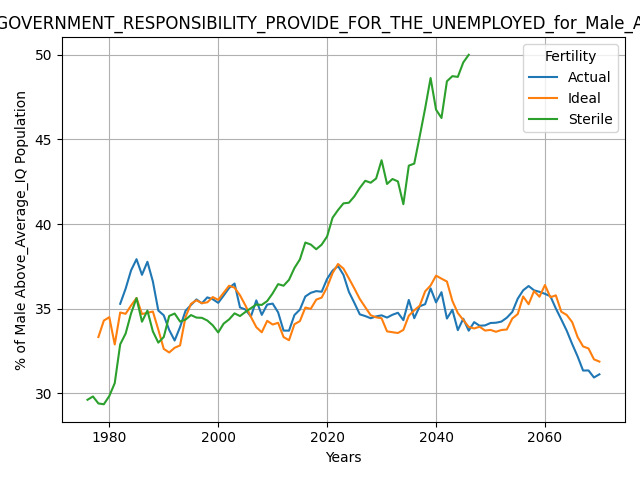 GOVERNMENT_RESPONSIBILITY_PROVIDE_FOR_THE_UNEMPLOYED_for_Male_A
% of Male Above_Average_IQ Population
50
45
40
35
30
Fertility
Actual
Ideal
Sterile
1980 2000 2020 2040 2060
Years